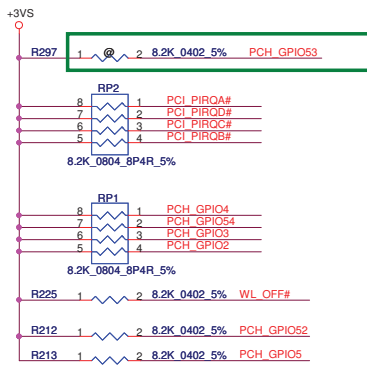 +3VS
R297 1 @ 2 8.2K_0402_5% PCH_GPIO53
RP2
8 1 PCI_PIRQA#
7 2 PCI_PIRQD#
6 3 PCI_PIRQC#
5 4 PCI_PIRQB#
8.2K_0804_8P4R_5%
RP1
8 1 PCH_GPIO4
7 2 PCH_GPIO54
6 3 PCH_GPIO3
5 4 PCH_GPIO2
8.2K_0804_8P4R_5%
R225 1 2 8.2K_0402_5% WL_OFF#
R212 1 2 8.2K_0402_5% PCH_GPIO52
R213 1 2 8.2K_0402_5% PCH_GPIO5